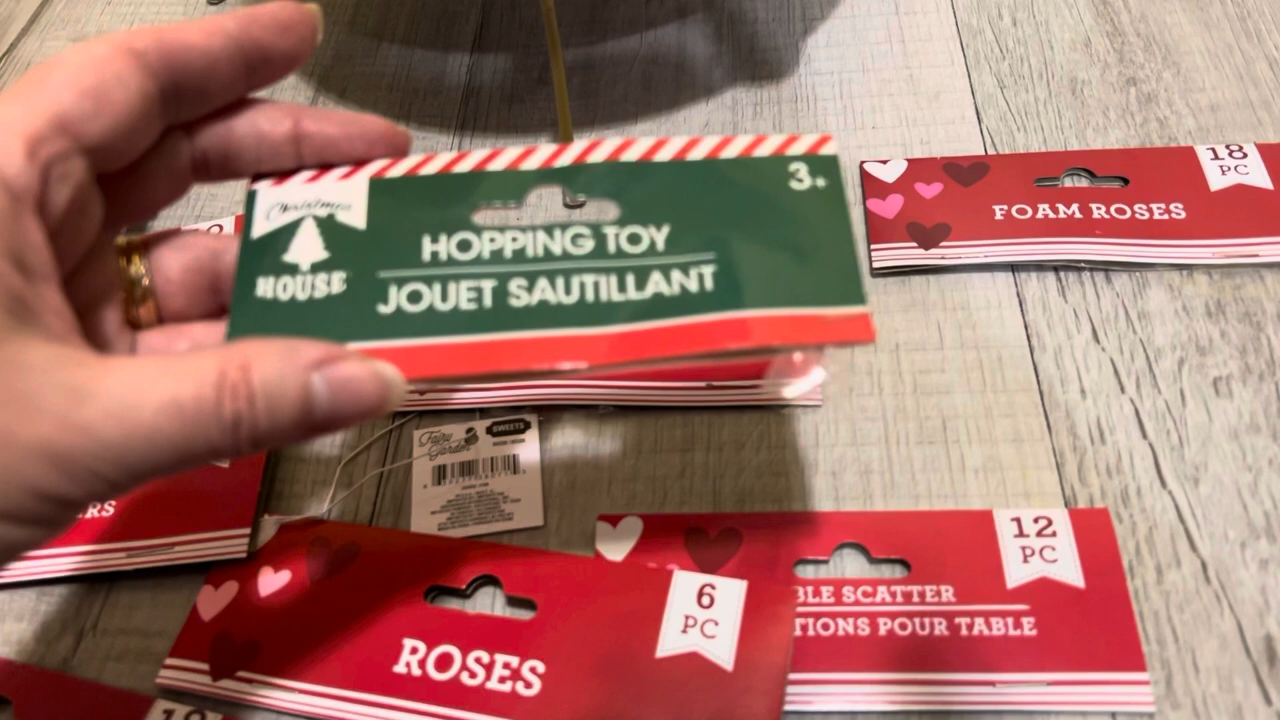 3+
Christmas
HOUSE
HOPPING TOY
JOUET SAUTILLANT
18
PC
FOAM ROSES
Fairy
Garden
SWEETS
ERS
12
PC
BLE SCATTER
TIONS POUR TABLE
6
PC
ROSES